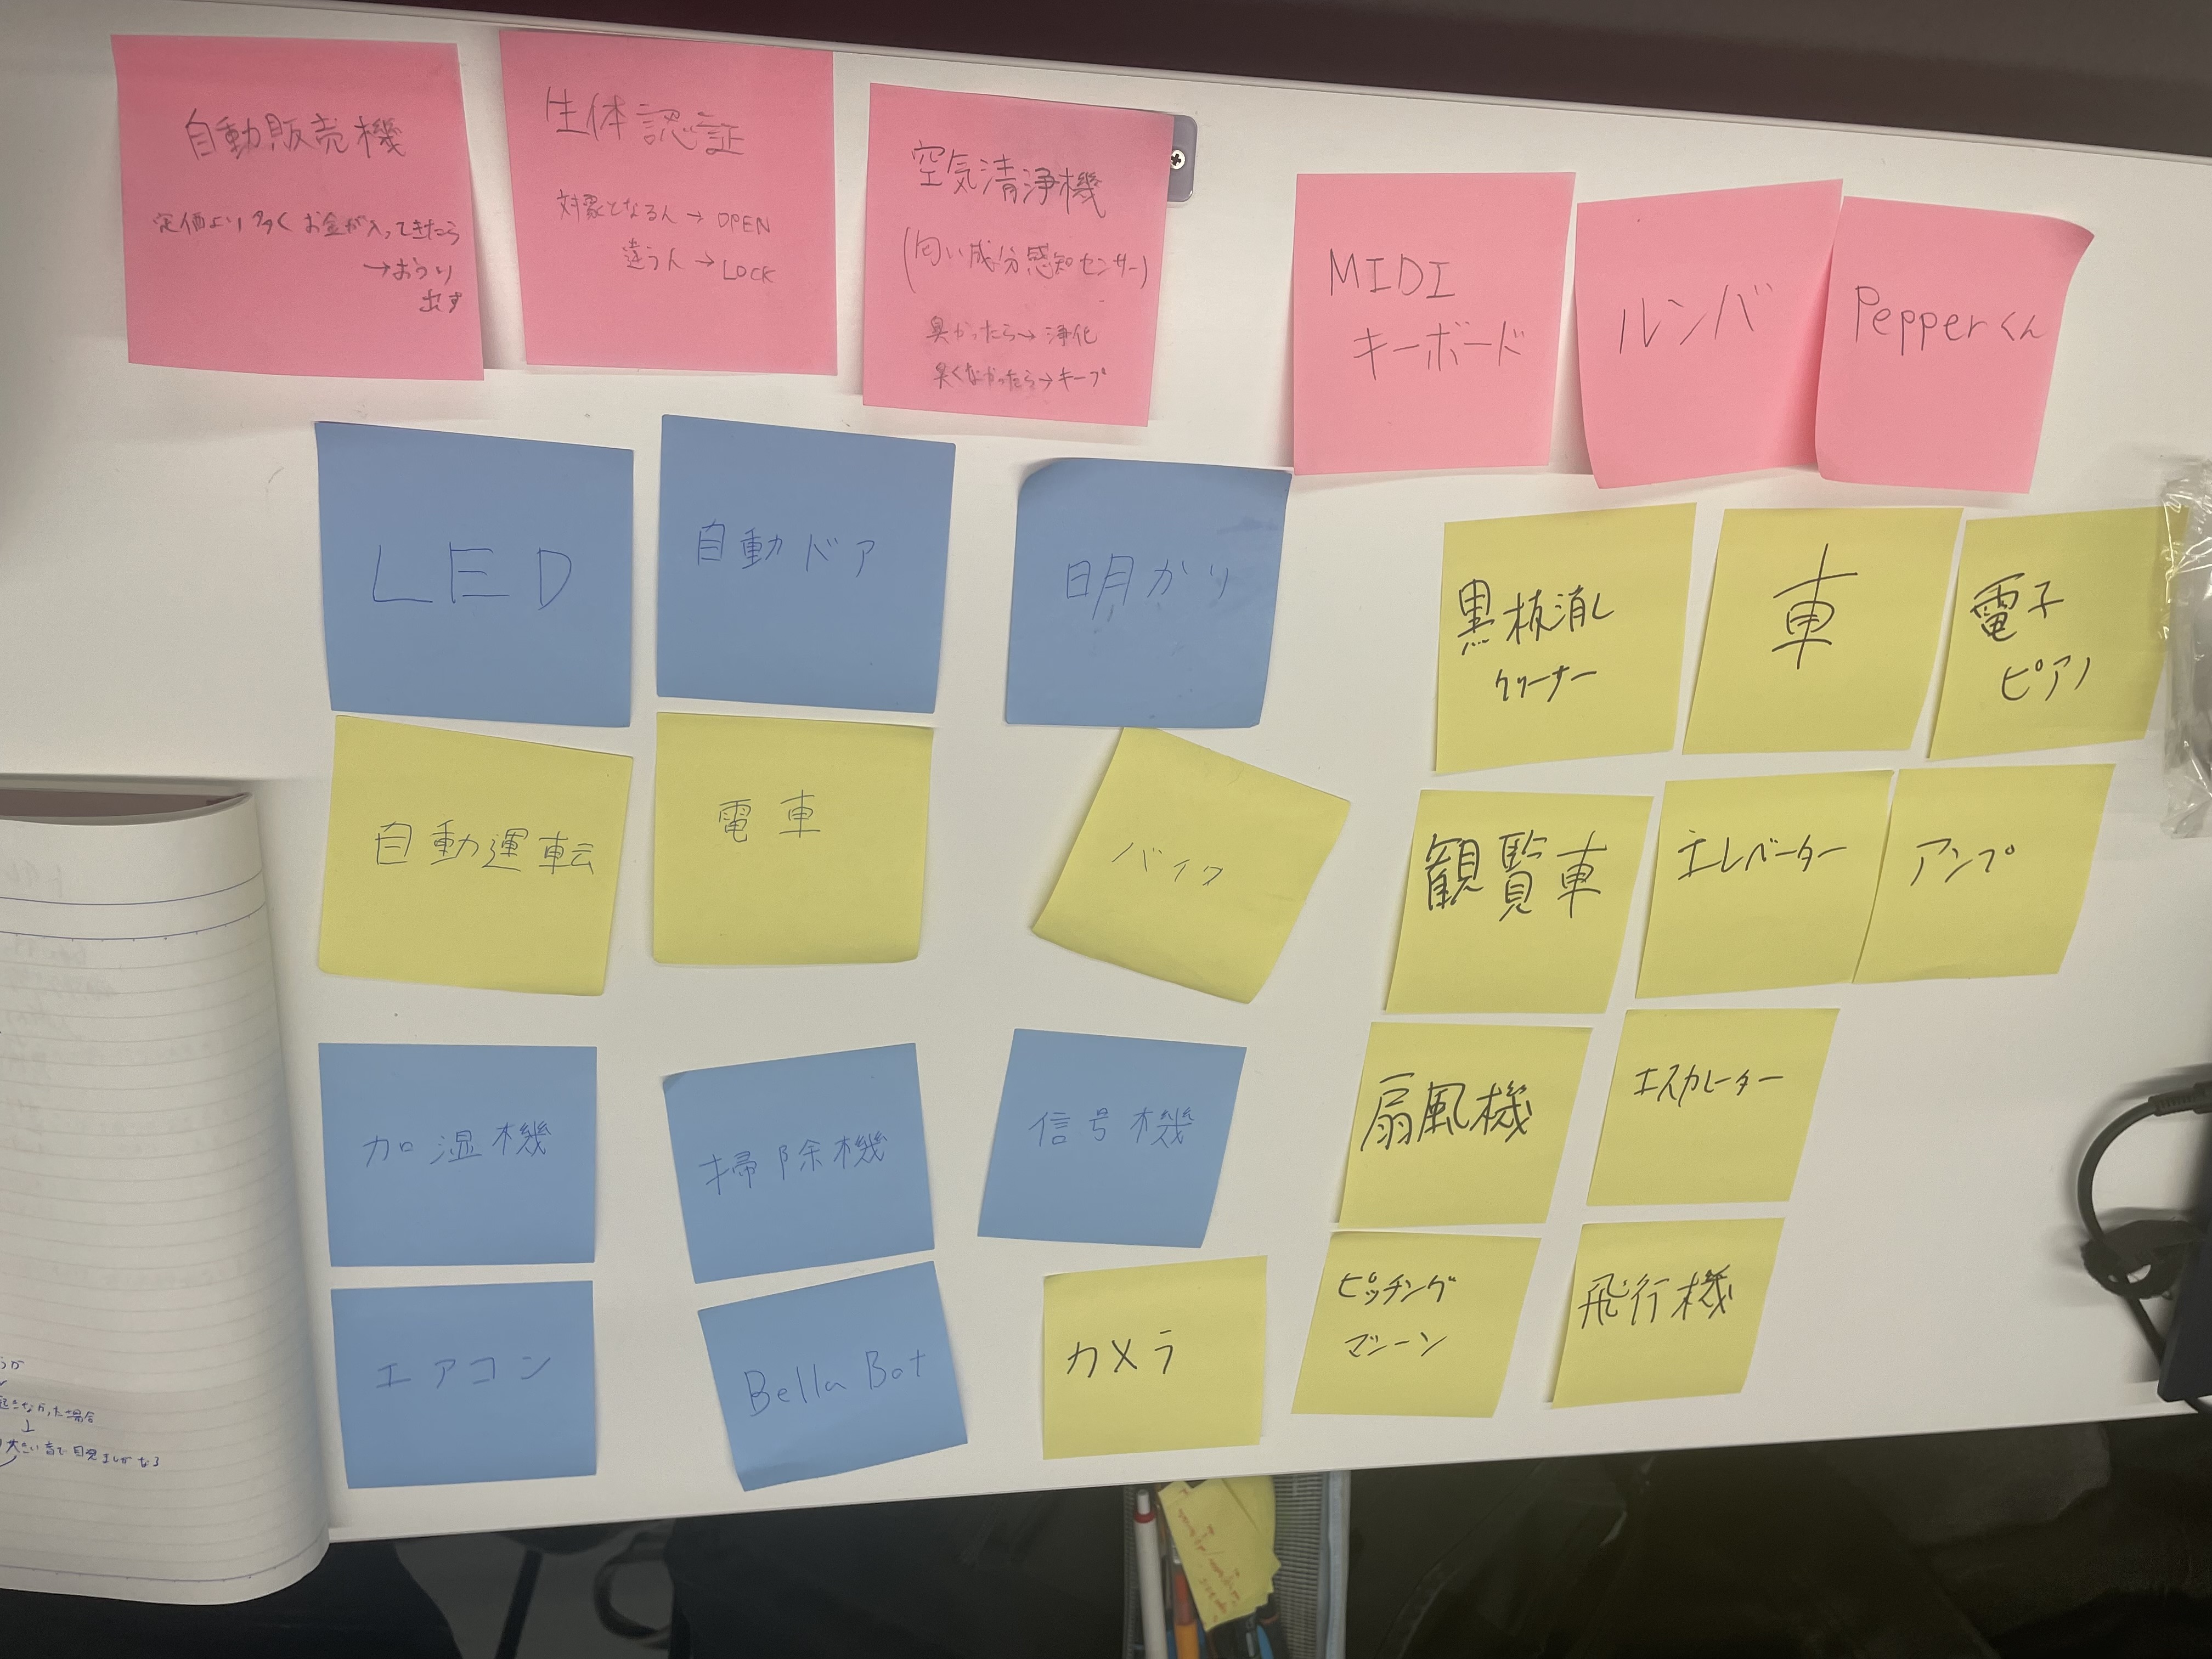 自動販売機
定価より多くお金が入ってきたら
→おつり
出す
生体認証
対象となる人→OPEN
違う人→LOCK
空気清浄機
(匂い成分感知センサー)
臭かったら→浄化
臭くなかったら→キープ
MIDI
キーボード
ルンバ
Pepperくん
LED
自動ドア
明かり
黒板消し
クリーナー
車
電子
ピアノ
自動運転
電車
バイク
観覧車
エレベーター
アンプ
加湿機
掃除機
信号機
扇風機
エスカレーター
エアコン
Bella Bot
カメラ
ピッチング
マシーン
飛行機
起きなかった場合
大きい音で目覚ましがなる